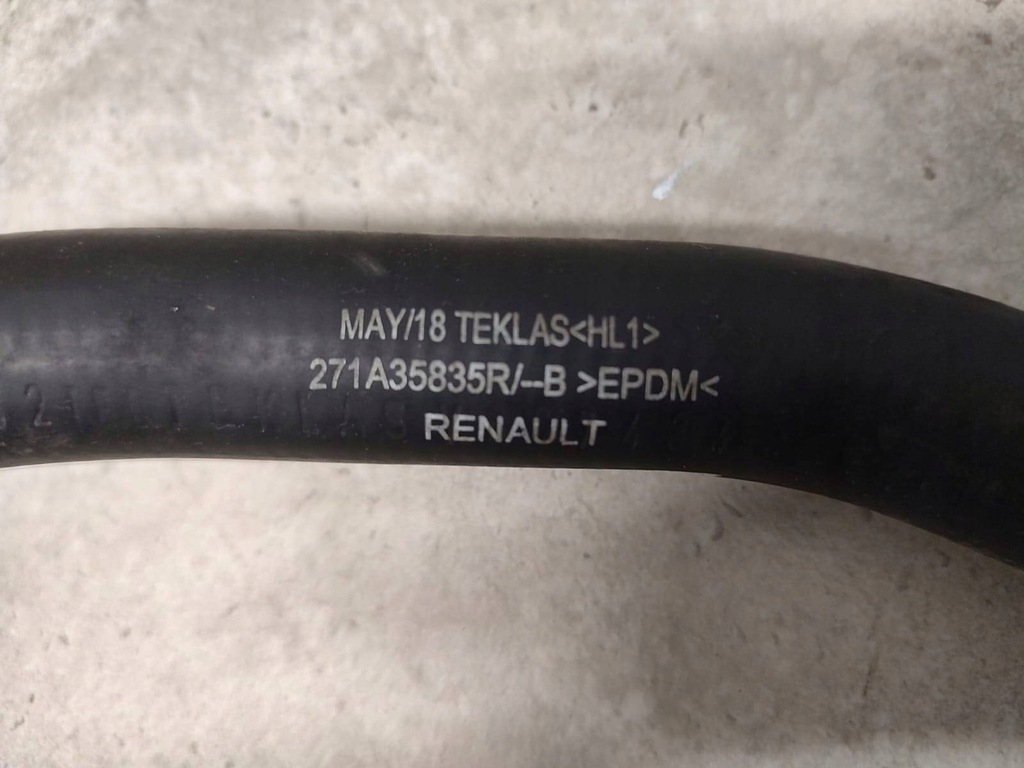 MAY/18 TEKLAS<HL1>
271A35835R/--B >EPDM<
RENAULT